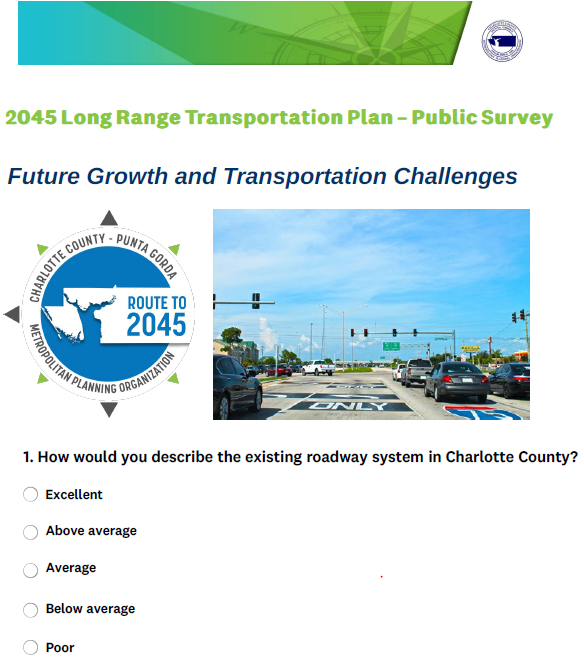 2045 Long Range Transportation Plan – Public Survey
Future Growth and Transportation Challenges
CHARLOTTE COUNTY - PUNTA GORDA
ROUTE TO
2045
METROPOLITAN PLANNING ORGANIZATION
ONLY
1. How would you describe the existing roadway system in Charlotte County?
Excellent
Above average
Average
Below average
Poor